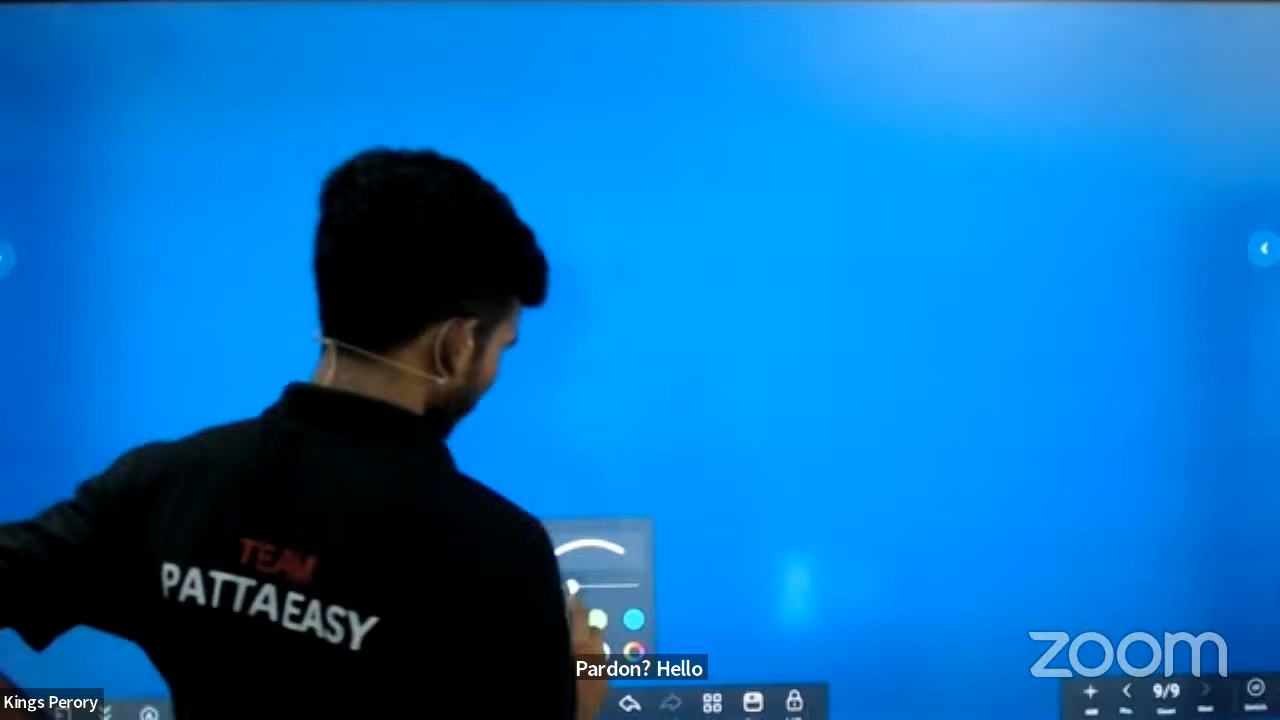 TEAM
PATTAEASY
zoom
Pardon? Hello
9/9
Kings Perory